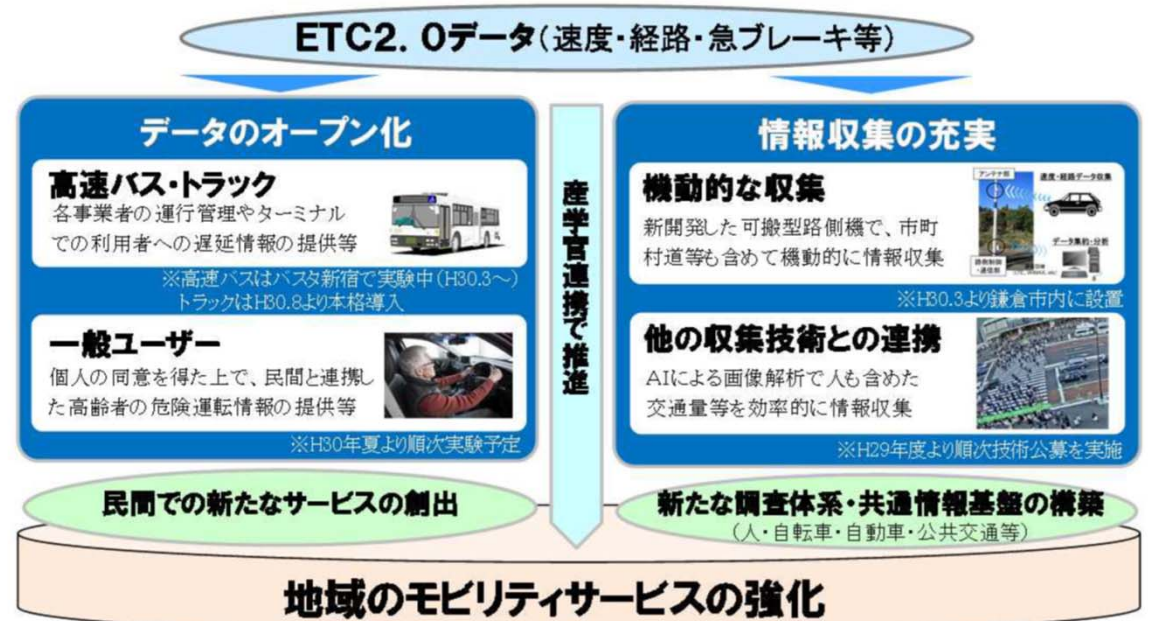 ETC2.0データ(速度・経路・急ブレーキ等)
データのオープン化
高速バス・トラック
各事業者の運行管理やターミナル
での利用者への遅延情報の提供等
※高速バスはバスタ新宿で実験中(H30.3~)
トラックはH30.8より本格導入
一般ユーザー
個人の同意を得た上で、民間と連携し
た高齢者の危険運転情報の提供等
※H30年夏より順次実験予定
民間での新たなサービスの創出
産学官連携で推進
情報収集の充実
機動的な収集
新開発した可搬型路側機で、市町
村道等も含めて機動的に情報収集
アンテナ部
速度・経路データ収集
データ集約・分析
路側制御
・通信部
※H30.3より鎌倉市内に設置
他の収集技術との連携
AIによる画像解析で人も含めた
交通量等を効率的に情報収集
※H29年度より順次技術公募を実施
新たな調査体系・共通情報基盤の構築
(人・自転車・自動車・公共交通等)
地域のモビリティサービスの強化